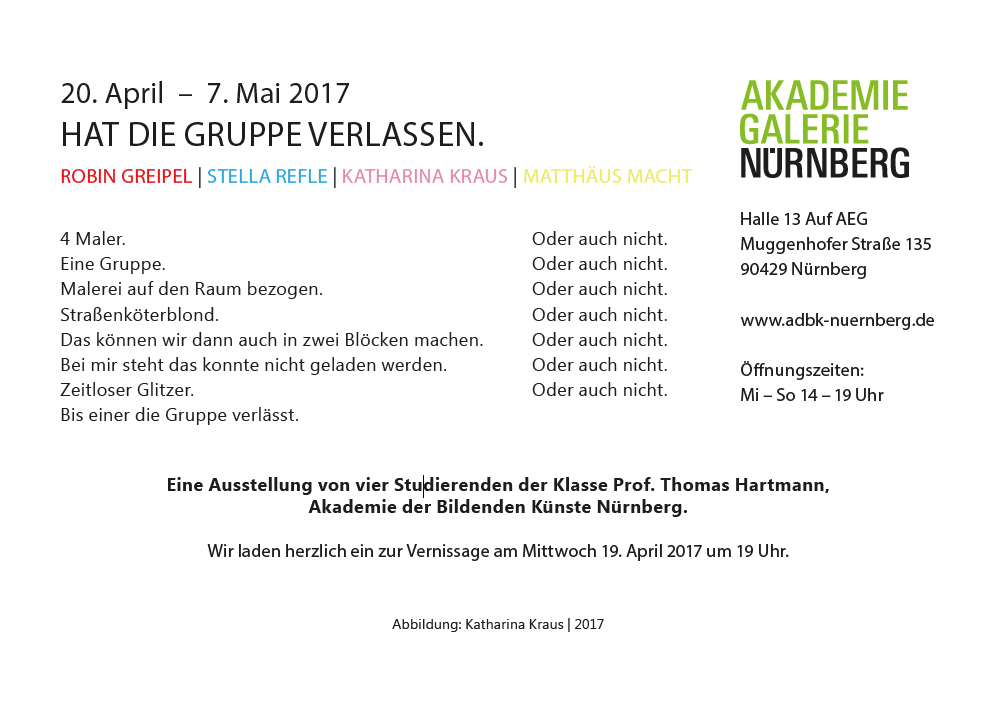 20. April – 7. Mai 2017
HAT DIE GRUPPE VERLASSEN.
ROBIN GREIPEL | STELLA REFLE | KATHARINA KRAUS | MATTHÄUS MACHT
4 Maler. Oder auch nicht.
Eine Gruppe. Oder auch nicht.
Malerei auf den Raum bezogen. Oder auch nicht.
Straßenköterblond. Oder auch nicht.
Das können wir dann auch in zwei Blöcken machen. Oder auch nicht.
Bei mir steht das konnte nicht geladen werden. Oder auch nicht.
Zeitloser Glitzer. Oder auch nicht.
Bis einer die Gruppe verlässt.
AKADEMIE
GALERIE
NÜRNBERG
Halle 13 Auf AEG
Muggenhofer Straße 135
90429 Nürnberg
www.adbk-nuernberg.de
Öffnungszeiten:
Mi – So 14 – 19 Uhr
Eine Ausstellung von vier Studierenden der Klasse Prof. Thomas Hartmann,
Akademie der Bildenden Künste Nürnberg.
Wir laden herzlich ein zur Vernissage am Mittwoch 19. April 2017 um 19 Uhr.
Abbildung: Katharina Kraus | 2017